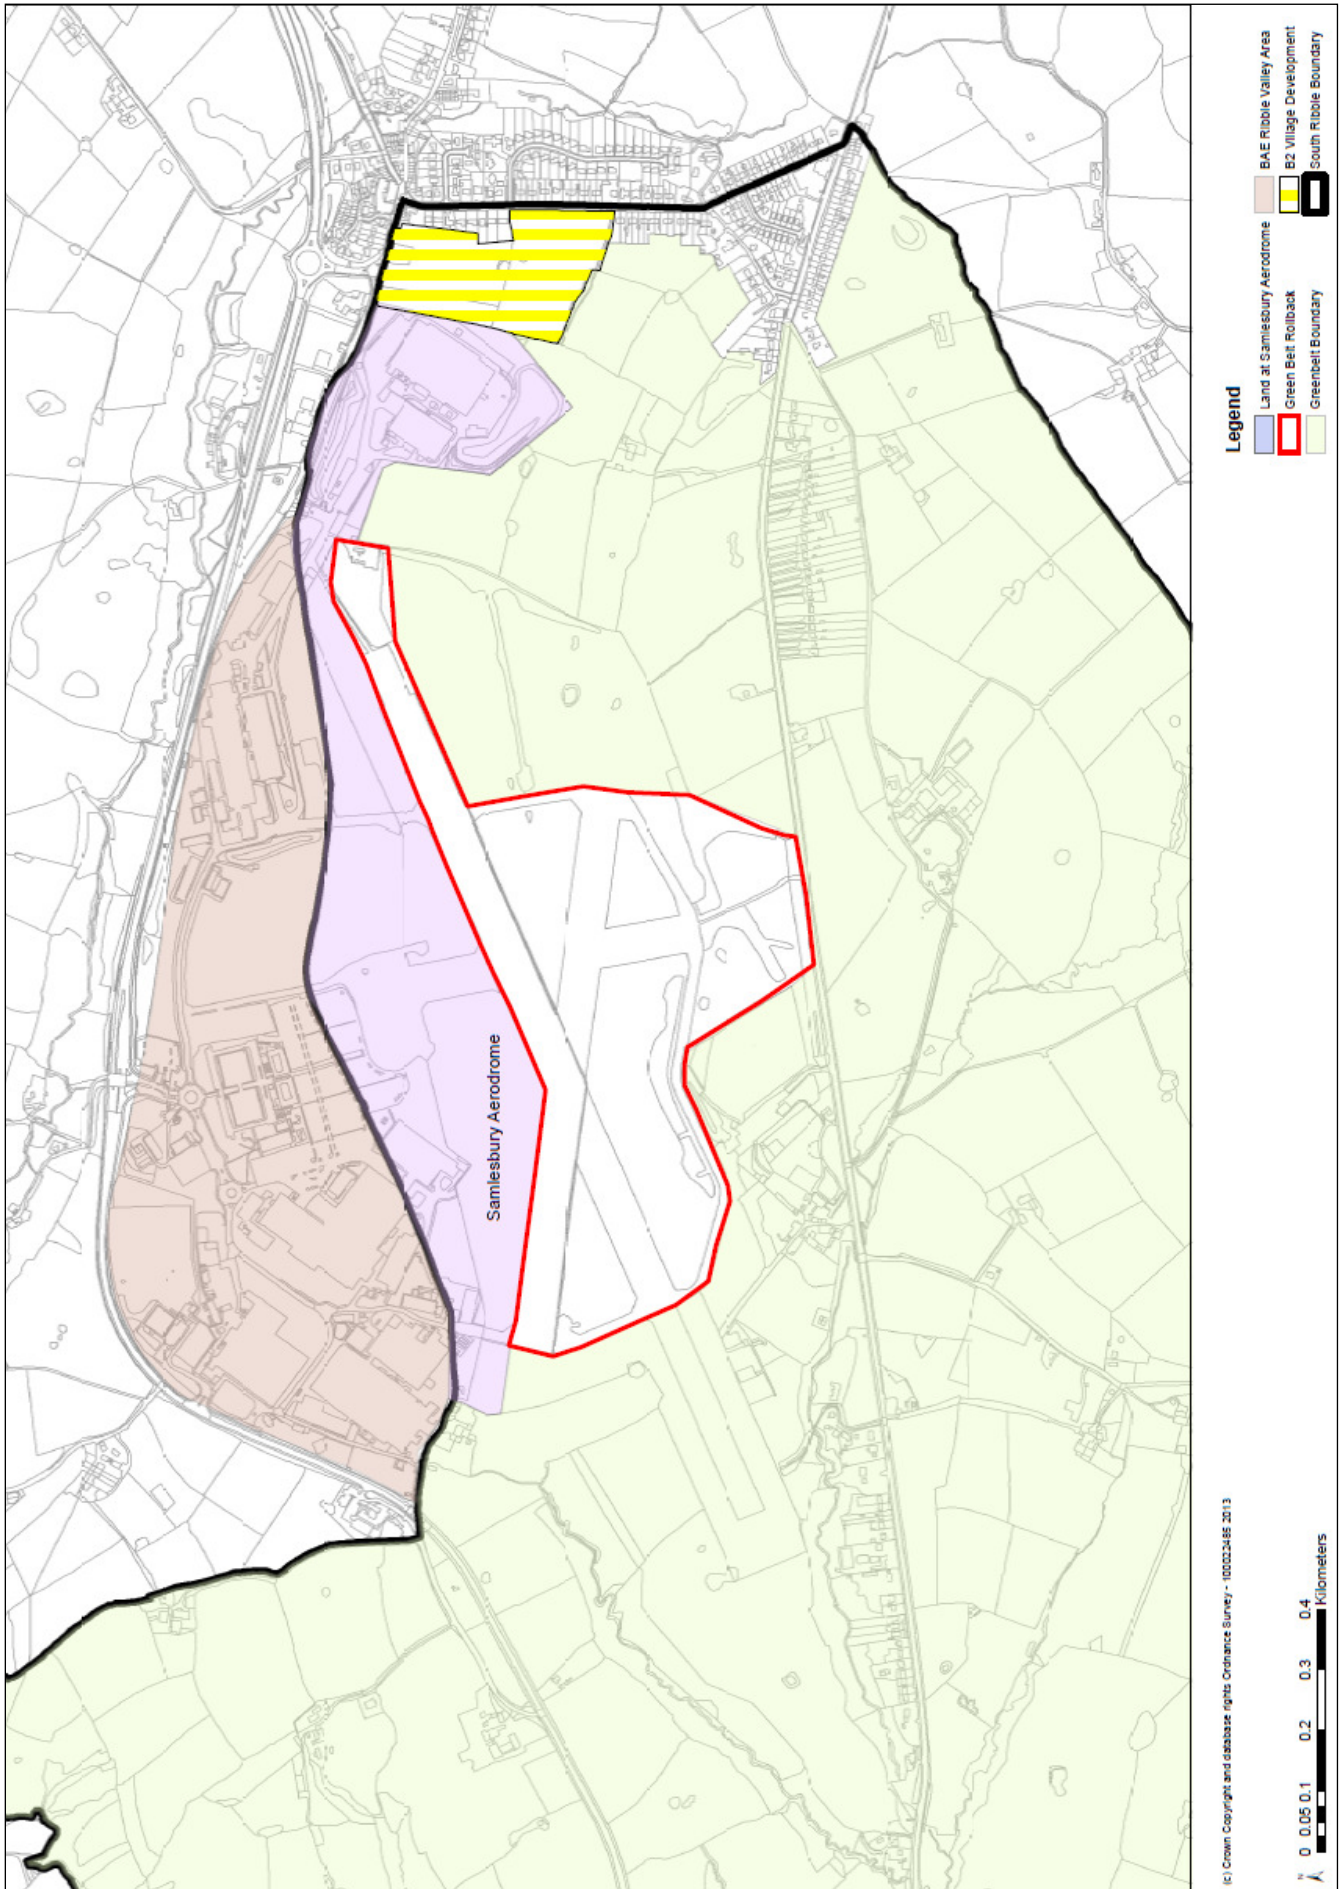 Samlesbury Aerodrome
Legend
Land at Samlesbury Aerodrome
Green Belt Rollback
Greenbelt Boundary
BAE Ribble Valley Area
B2 Village Development
South Ribble Boundary
(c) Crown Copyright and database rights Ordnance Survey - 100022485 2013
N
0 0.05 0.1 0.2 0.3 0.4
Kilometers